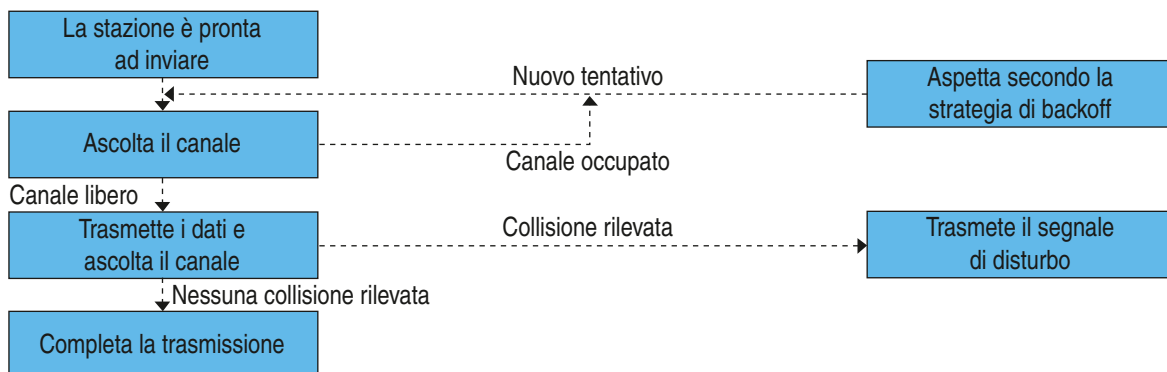 La stazione è pronta
ad inviare
Nuovo tentativo
Aspetta secondo la
strategia di backoff
Ascolta il canale
Canale occupato
Canale libero
Trasmette i dati e
ascolta il canale
Collisione rilevata
Trasmete il segnale
di disturbo
Nessuna collisione rilevata
Completa la trasmissione